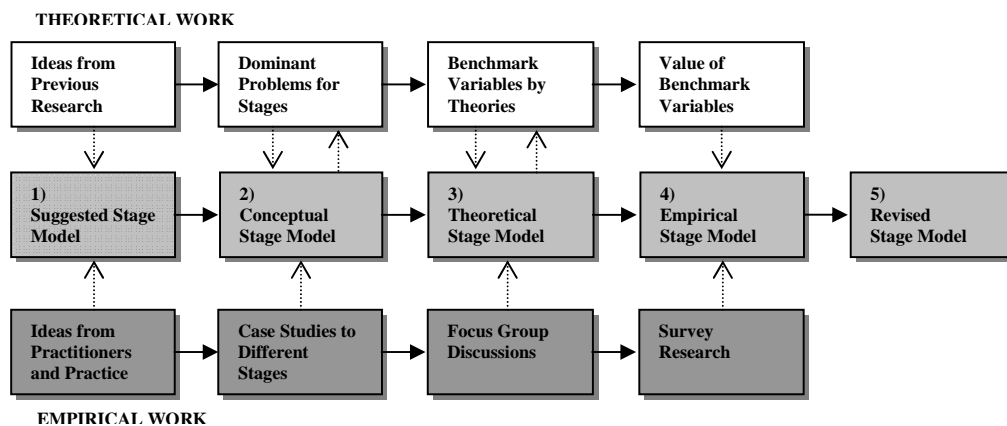 THEORETICAL WORK
Ideas from
Previous
Research
Dominant
Problems for
Stages
Benchmark
Variables by
Theories
Value of
Benchmark
Variables
1)
Suggested Stage
Model
2)
Conceptual
Stage Model
3)
Theoretical
Stage Model
4)
Empirical
Stage Model
5)
Revised
Stage Model
Ideas from
Practitioners
and Practice
Case Studies to
Different
Stages
Focus Group
Discussions
Survey
Research
EMPIRICAL WORK